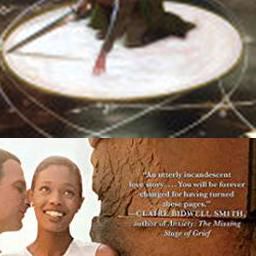 "An utterly incandescent
love story. . . . You will be forever
changed for having turned
these pages."
—CLAIRE BIDWELL SMITH,
author of Anxiety: The Missing
Stage of Grief